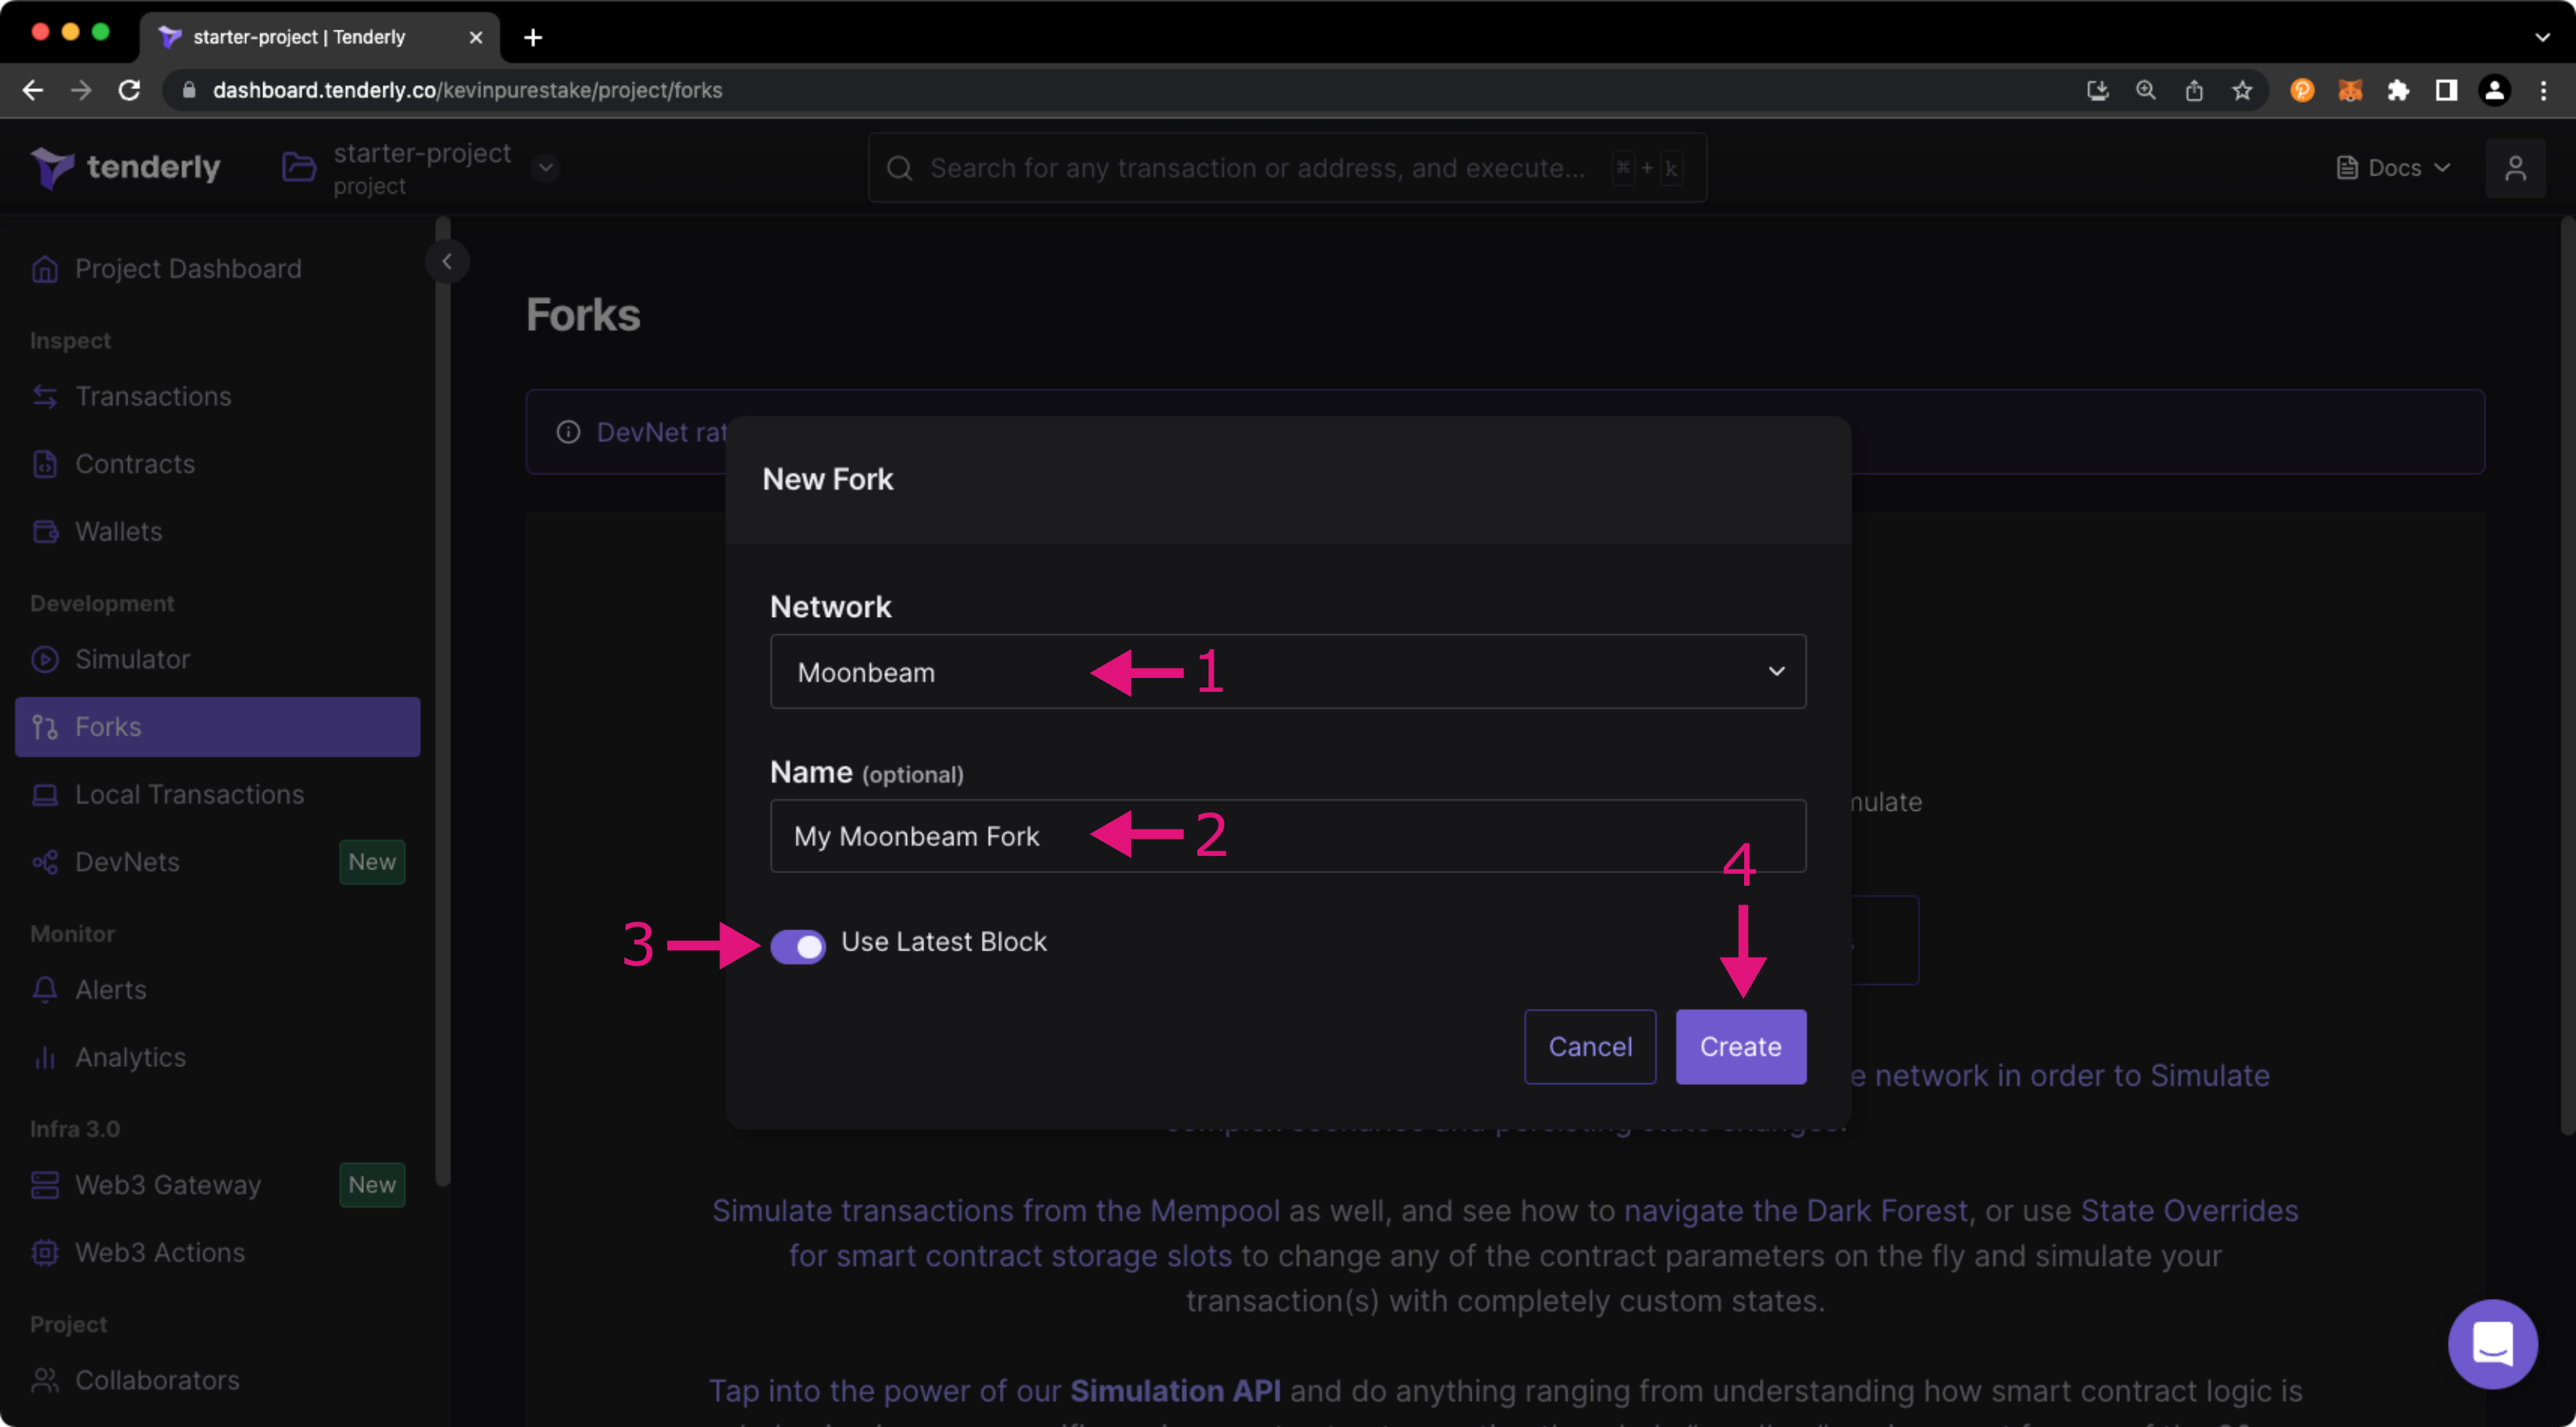 starter-project | Tenderly
dashboard.tenderly.co/kevinpurestake/project/forks
tenderly
starter-project
project
Search for any transaction or address, and execute... ⌘ + k
Docs
Project Dashboard
Inspect
Transactions
Contracts
Wallets
Development
Simulator
Forks
Local Transactions
DevNets New
Monitor
Alerts
Analytics
Infra 3.0
Web3 Gateway New
Web3 Actions
Project
Collaborators
Forks
DevNet
New Fork
Network
Moonbeam 1
Name (optional)
My Moonbeam Fork 2
4
3 Use Latest Block
Cancel Create
network in order to Simulate
Simulate transactions from the Mempool as well, and see how to navigate the Dark Forest, or use State Overrides
for smart contract storage slots to change any of the contract parameters on the fly and simulate your
transaction(s) with completely custom states.
Tap into the power of our Simulation API and do anything ranging from understanding how smart contract logic is